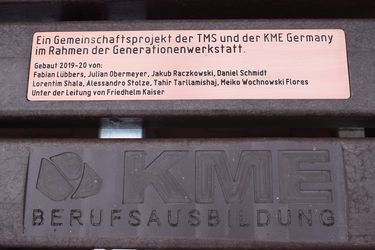 Ein Gemeinschaftsprojekt der TMS und der KME Germany
im Rahmen der Generationenwerkstatt.
Gebaut 2019-20 von:
Fabian Lübbers, Julian Obermeyer, Jakub Raczkowski, Daniel Schmidt
Lorentim Shala, Alessandro Stolze, Tahir Tarllamishaj, Meiko Wochnowski Flores
Unter der Leitung von Friedhelm Kaiser
KME
BERUFSAUSBILDUNG